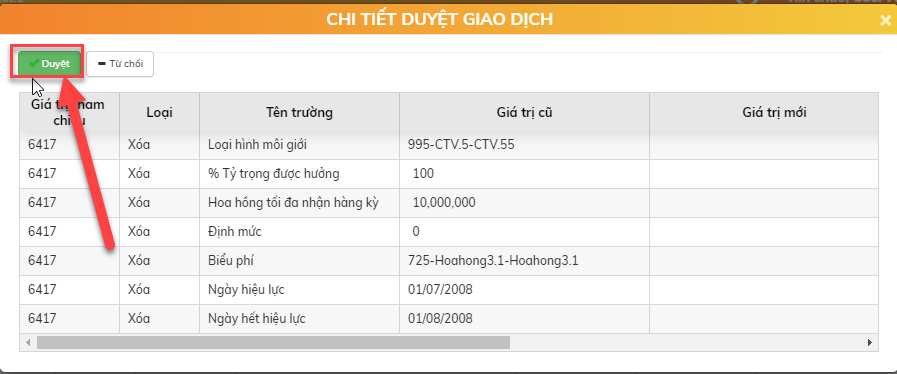 CHI TIẾT DUYỆT GIAO DỊCH
Duyệt Từ chối
Giá trị tham chiếu Loại Tên trường Giá trị cũ Giá trị mới
6417 Xóa Loại hình môi giới 995-CTV.5-CTV.55
6417 Xóa % Tỷ trọng được hưởng 100
6417 Xóa Hoa hồng tối đa nhận hàng kỳ 10,000,000
6417 Xóa Định mức 0
6417 Xóa Biểu phí 725-Hoahong3.1-Hoahong3.1
6417 Xóa Ngày hiệu lực 01/07/2008
6417 Xóa Ngày hết hiệu lực 01/08/2008